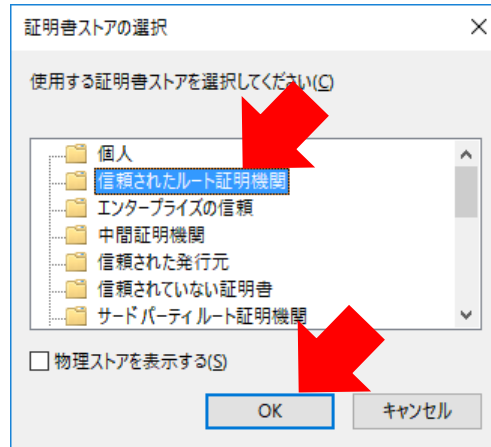 証明書ストアの選択
使用する証明書ストアを選択してください(C)
個人
信頼されたルート証明機関
エンタープライズの信頼
中間証明機関
信頼された発行元
信頼されていない証明書
サード パーティ ルート証明機関
物理ストアを表示する(S)
OK
キャンセル